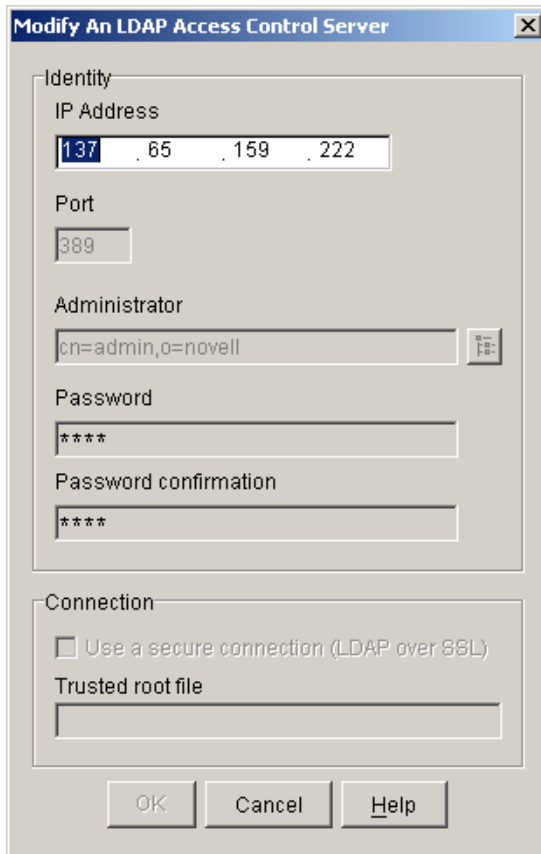 Modify An LDAP Access Control Server
Identity
IP Address
137 . 65 . 159 . 222
Port
389
Administrator
cn=admin,o=novell
Password
****
Password confirmation
****
Connection
Use a secure connection (LDAP over SSL)
Trusted root file
OK Cancel Help